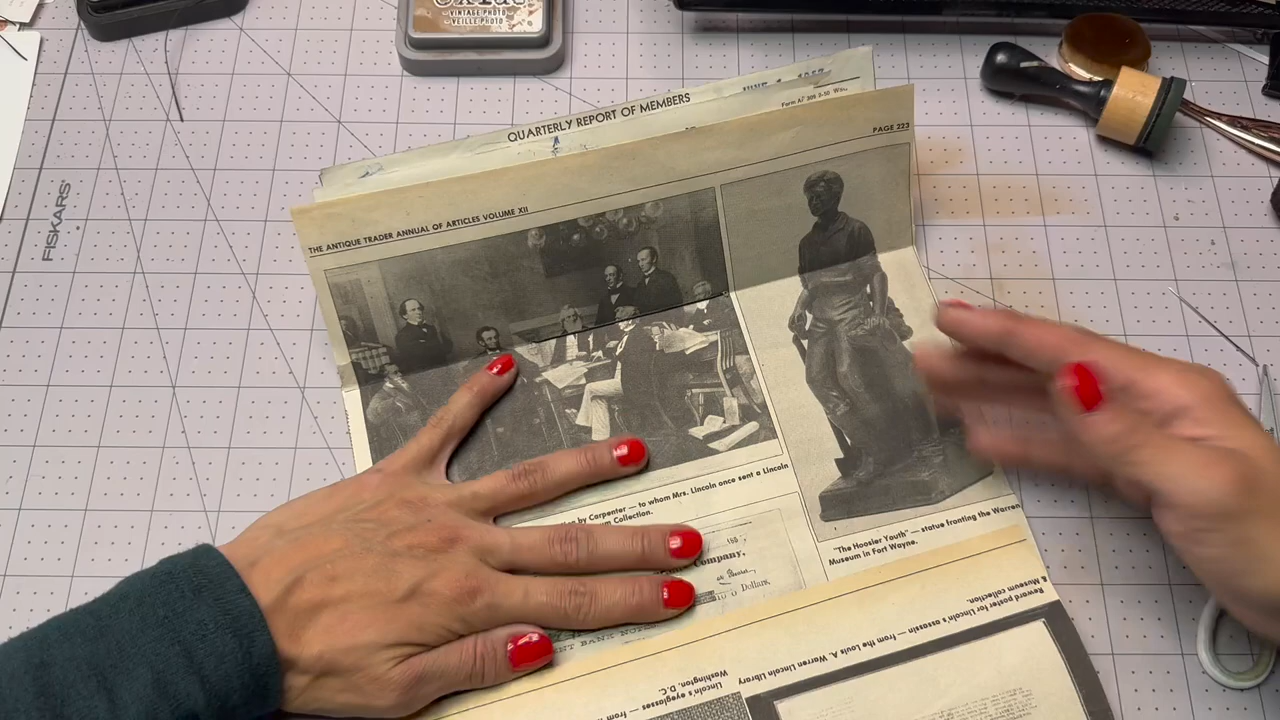 Oxide
VINTAGE PHOTO
VEILLE PHOTO
FISKARS
QUARTERLY REPORT OF MEMBERS
PAGE 223
THE ANTIQUE TRADER ANNUAL OF ARTICLES VOLUME XII
by Carpenter — to whom Mrs. Lincoln once sent a Lincoln
Collection.
"The Hoosier Youth" — statue fronting the Warren
Museum in Fort Wayne.
Company,
Dollars
Reward poster for Lincoln's assassin — from the Louis A. Warren Lincoln Library
& Museum collection.
Lincoln's eyeglasses — from
Washington, D.C.